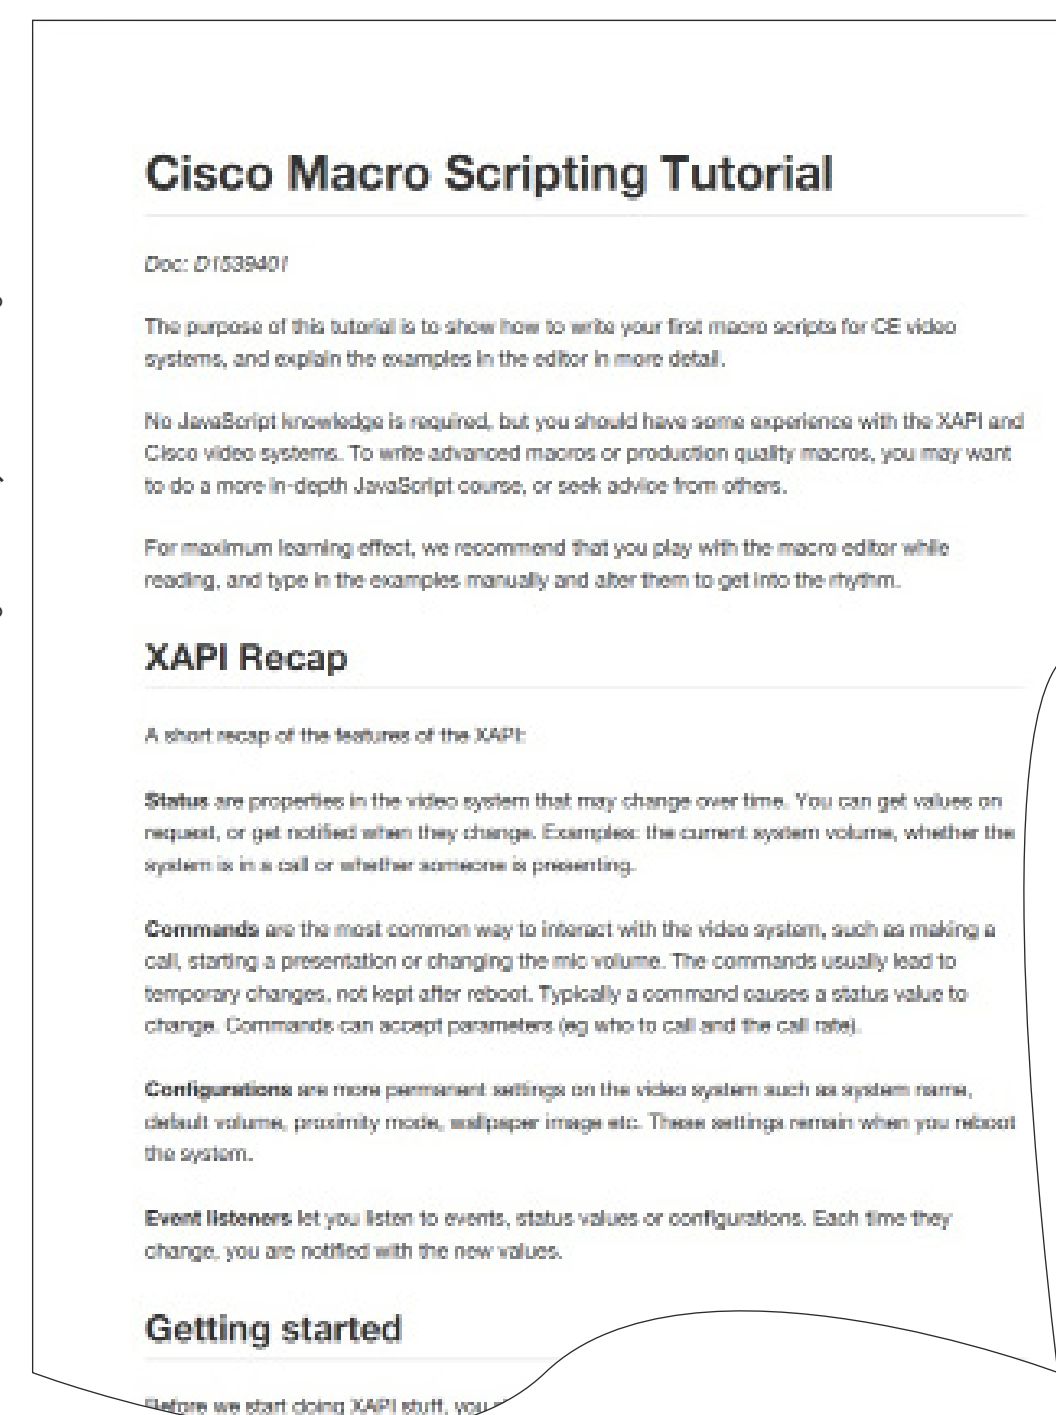 Cisco Macro Scripting Tutorial
Doc: D1539401
The purpose of this tutorial is to show how to write your first macro scripts for CE video
systems, and explain the examples in the editor in more detail.
No JavaScript knowledge is required, but you should have some experience with the XAPI and
Cisco video systems. To write advanced macros or production quality macros, you may want
to do a more in-depth JavaScript course, or seek advice from others.
For maximum learning effect, we recommend that you play with the macro editor while
reading, and type in the examples manually and alter them to get into the rhythm.
XAPI Recap
A short recap of the features of the XAPI:
Status are properties in the video system that may change over time. You can get values on
request, or get notified when they change. Examples: the current system volume, whether the
system is in a call or whether someone is presenting.
Commands are the most common way to interact with the video system, such as making a
call, starting a presentation or changing the mic volume. The commands usually lead to
temporary changes, not kept after reboot. Typically a command causes a status value to
change. Commands can accept parameters (eg who to call and the call rate).
Configurations are more permanent settings on the video system such as system name,
default volume, proximity mode, wallpaper image etc. These settings remain when you reboot
the system.
Event listeners let you listen to events, status values or configurations. Each time they
change, you are notified with the new values.
Getting started
Before we start doing XAPI stuff, you